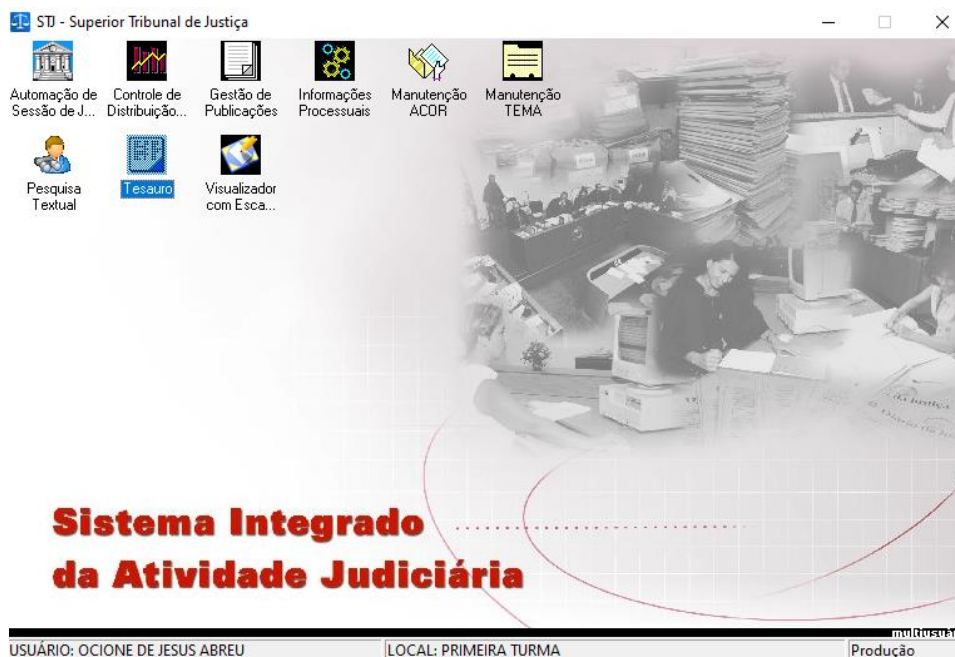 STJ - Superior Tribunal de Justiça
Automação de Sessão de J...
Controle de Distribuição...
Gestão de Publicações
Informações Processuais
Manutenção ACOR
Manutenção TEMA
Pesquisa Textual
Tesauro
Visualizador com Esca...
Sistema Integrado
da Atividade Judiciária
USUÁRIO: OCIONE DE JESUS ABREU
LOCAL: PRIMEIRA TURMA
Produção